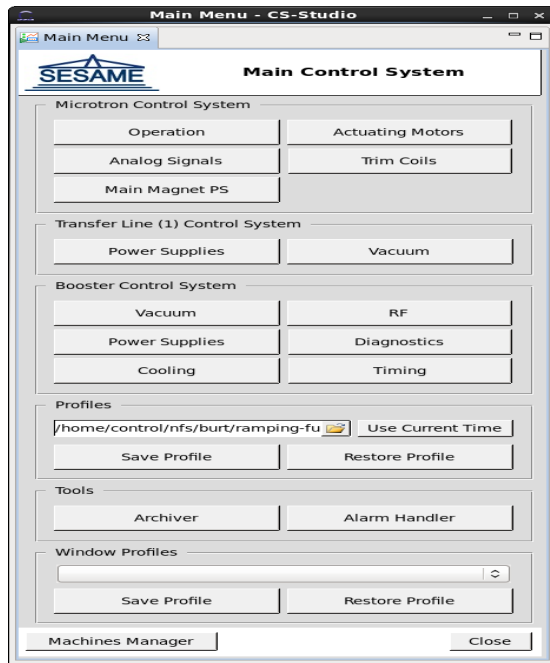 Main Menu - CS-Studio
Main Menu
SESAME
Main Control System
Microtron Control System
Operation
Actuating Motors
Analog Signals
Trim Coils
Main Magnet PS
Transfer Line (1) Control System
Power Supplies
Vacuum
Booster Control System
Vacuum
RF
Power Supplies
Diagnostics
Cooling
Timing
Profiles
/home/control/nfs/burt/ramping-fu
Use Current Time
Save Profile
Restore Profile
Tools
Archiver
Alarm Handler
Window Profiles
Save Profile
Restore Profile
Machines Manager
Close